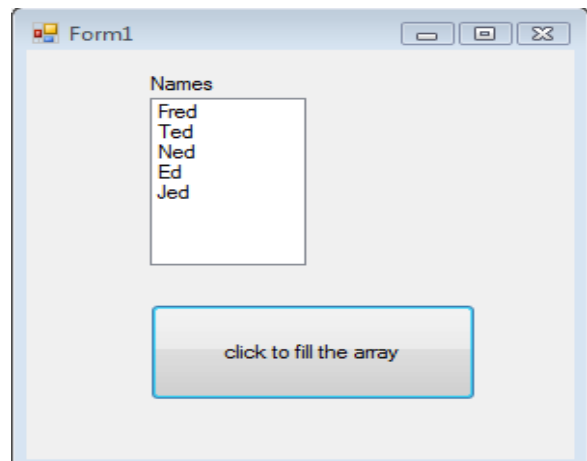 Form1
Names
Fred
Ted
Ned
Ed
Jed
click to fill the array